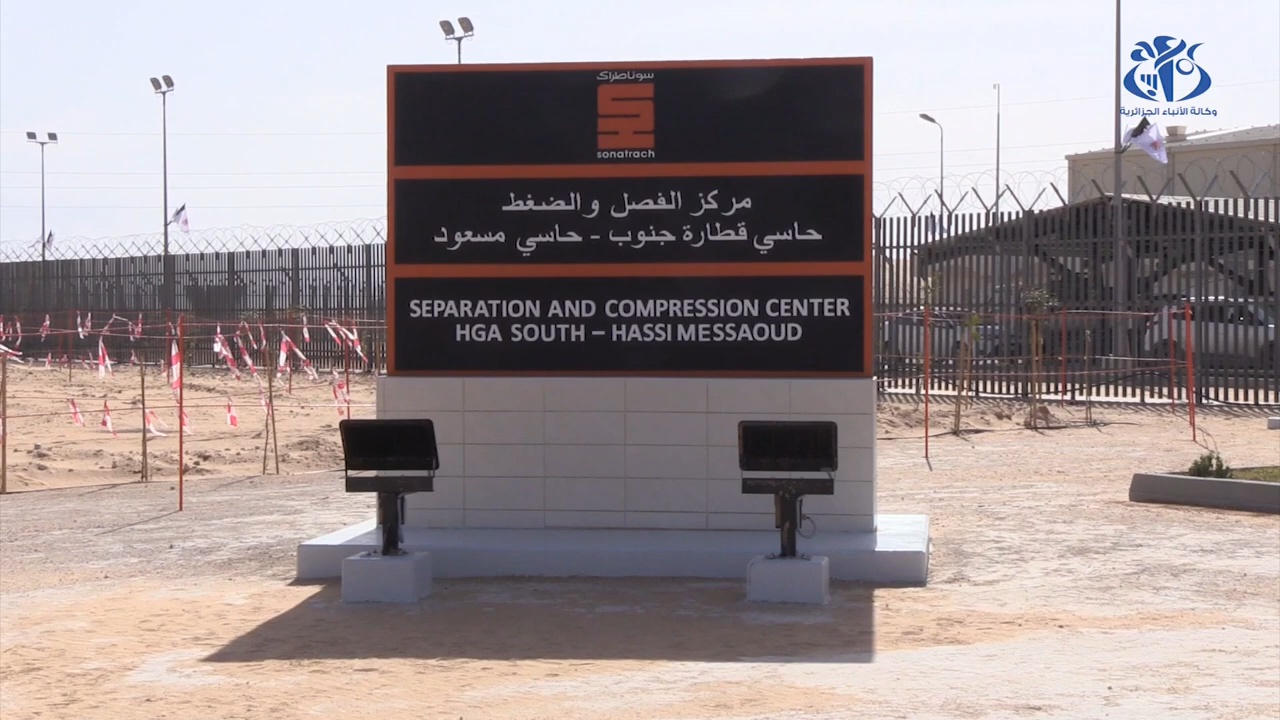 سوناطراك
sonatrach
مركز الفصل والضغط
حاسي قطارة جنوب - حاسي مسعود
SEPARATION AND COMPRESSION CENTER
HGA SOUTH – HASSI MESSAOUD
وكالة الأنباء الجزائرية